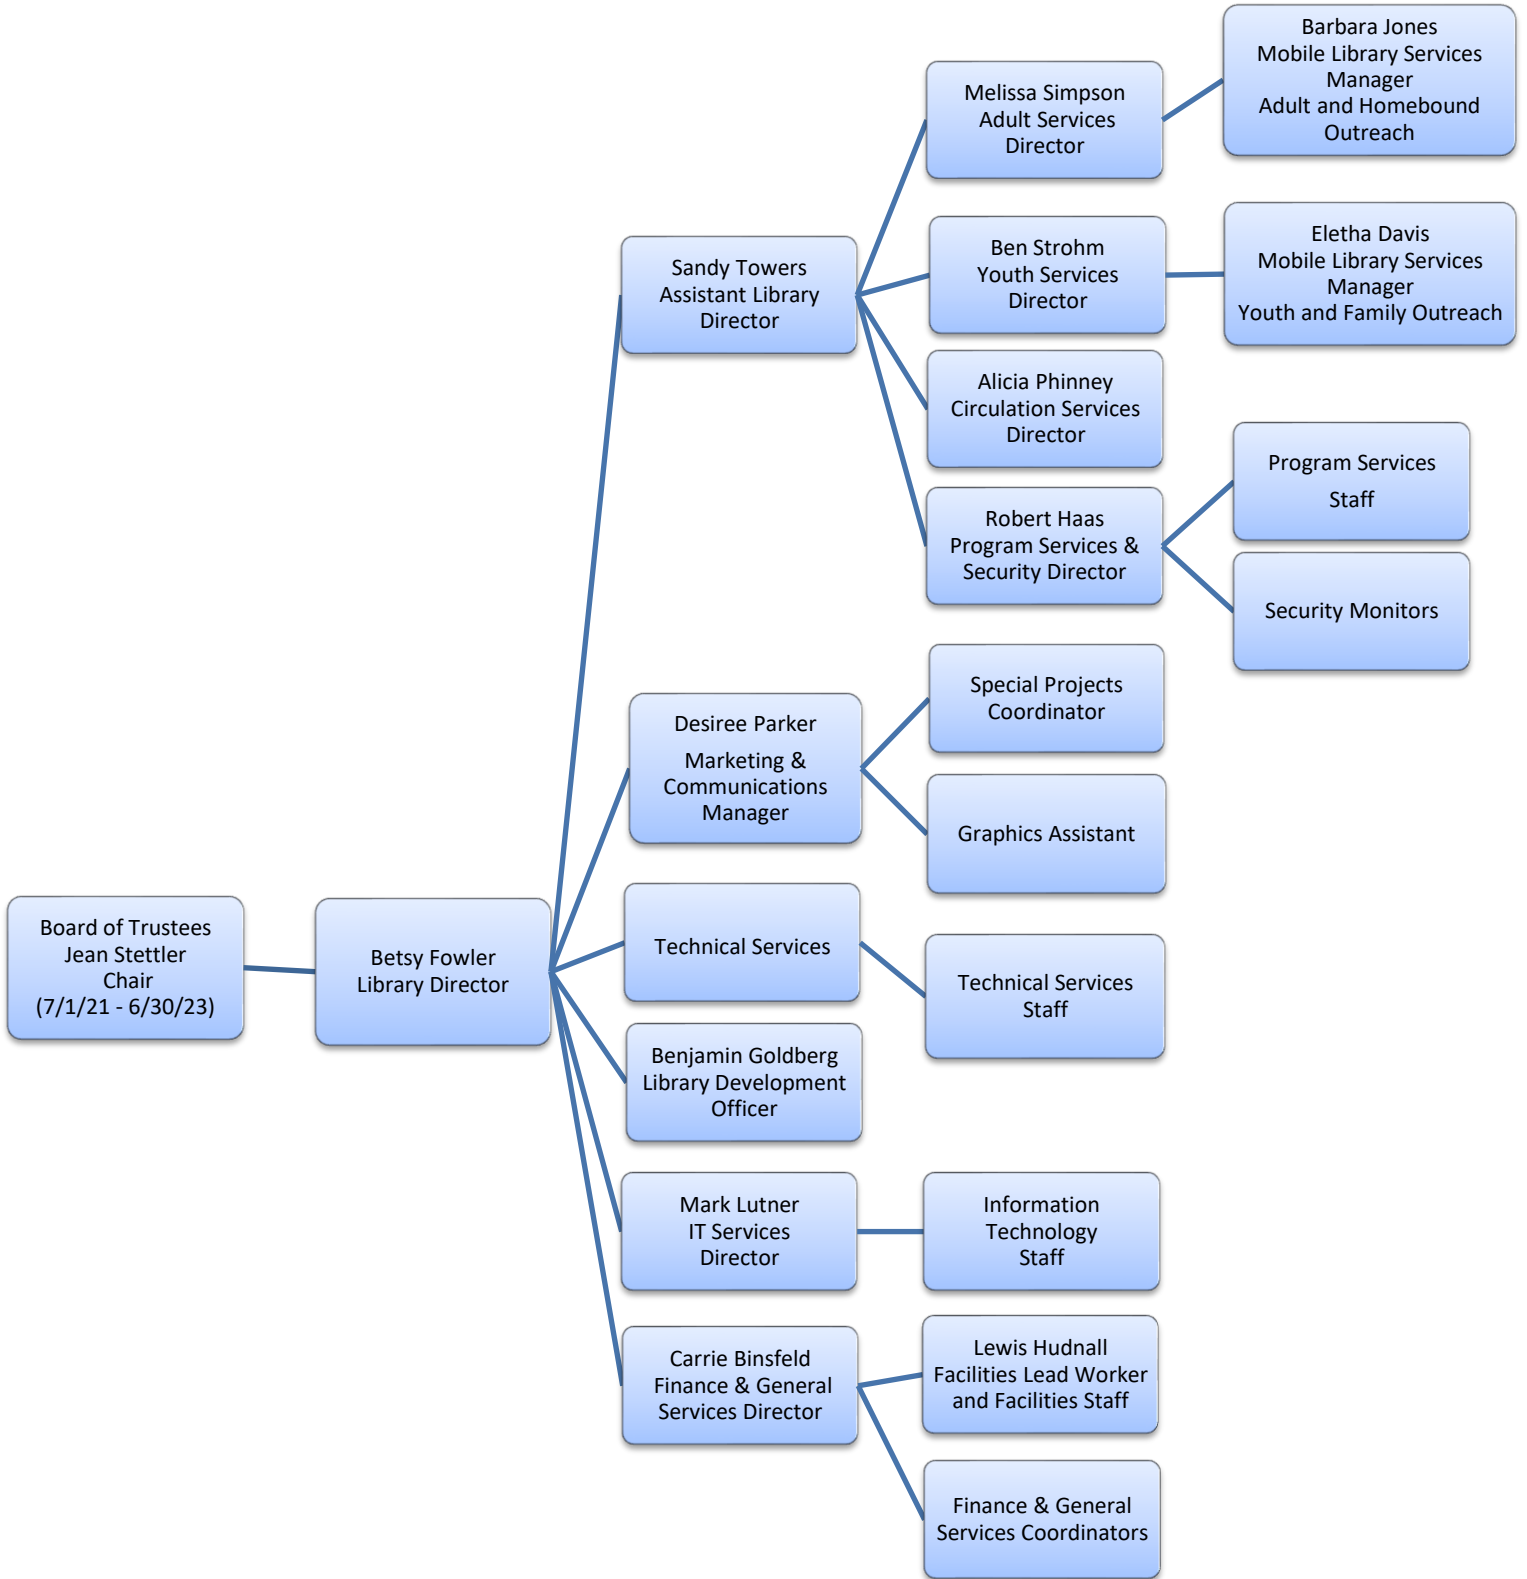 Barbara Jones
Mobile Library Services
Manager
Adult and Homebound
Outreach
Melissa Simpson
Adult Services
Director
Eletha Davis
Mobile Library Services
Manager
Youth and Family Outreach
Ben Strohm
Youth Services
Director
Sandy Towers
Assistant Library
Director
Alicia Phinney
Circulation Services
Director
Program Services
Staff
Robert Haas
Program Services &
Security Director
Security Monitors
Special Projects
Coordinator
Desiree Parker
Marketing &
Communications
Manager
Graphics Assistant
Board of Trustees
Jean Stettler
Chair
(7/1/21 - 6/30/23)
Betsy Fowler
Library Director
Technical Services
Technical Services
Staff
Benjamin Goldberg
Library Development
Officer
Mark Lutner
IT Services
Director
Information
Technology
Staff
Carrie Binsfeld
Finance & General
Services Director
Lewis Hudnall
Facilities Lead Worker
and Facilities Staff
Finance & General
Services Coordinators